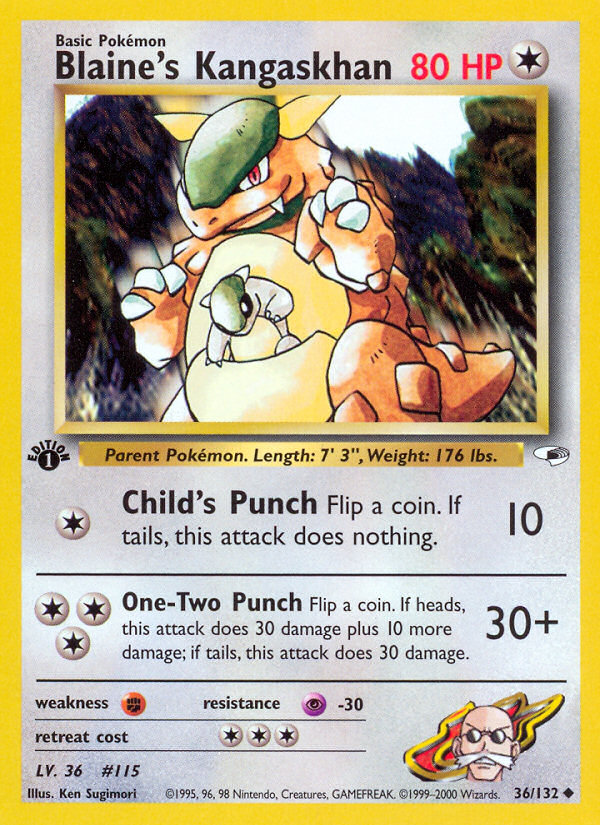 Basic Pokémon
Blaine's Kangaskhan 80 HP
EDITION
1
Parent Pokémon. Length: 7' 3", Weight: 176 lbs.
Child's Punch Flip a coin. If
tails, this attack does nothing.
10
One-Two Punch Flip a coin. If heads,
this attack does 30 damage plus 10 more
damage; if tails, this attack does 30 damage.
30+
weakness
resistance
-30
retreat cost
LV. 36 #115
Illus. Ken Sugimori
©1995, 96, 98 Nintendo, Creatures, GAMEFREAK. ©1999-2000 Wizards.
36/132